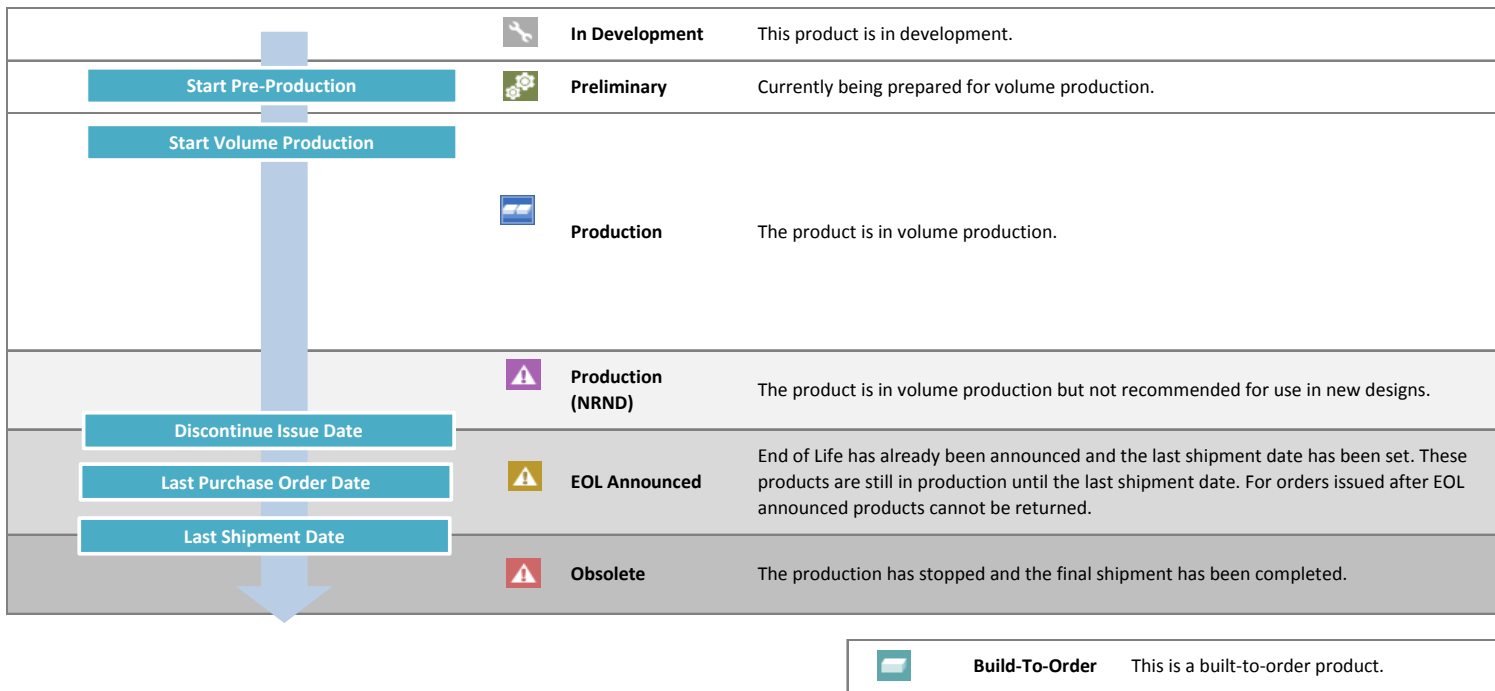 In Development This product is in development.
Start Pre-Production Preliminary Currently being prepared for volume production.
Start Volume Production
Production The product is in volume production.
Production
(NRND)
The product is in volume production but not recommended for use in new designs.
Discontinue Issue Date
Last Purchase Order Date
EOL Announced
End of Life has already been announced and the last shipment date has been set. These
products are still in production until the last shipment date. For orders issued after EOL
announced products cannot be returned.
Last Shipment Date
Obsolete The production has stopped and the final shipment has been completed.
Build-To-Order This is a built-to-order product.